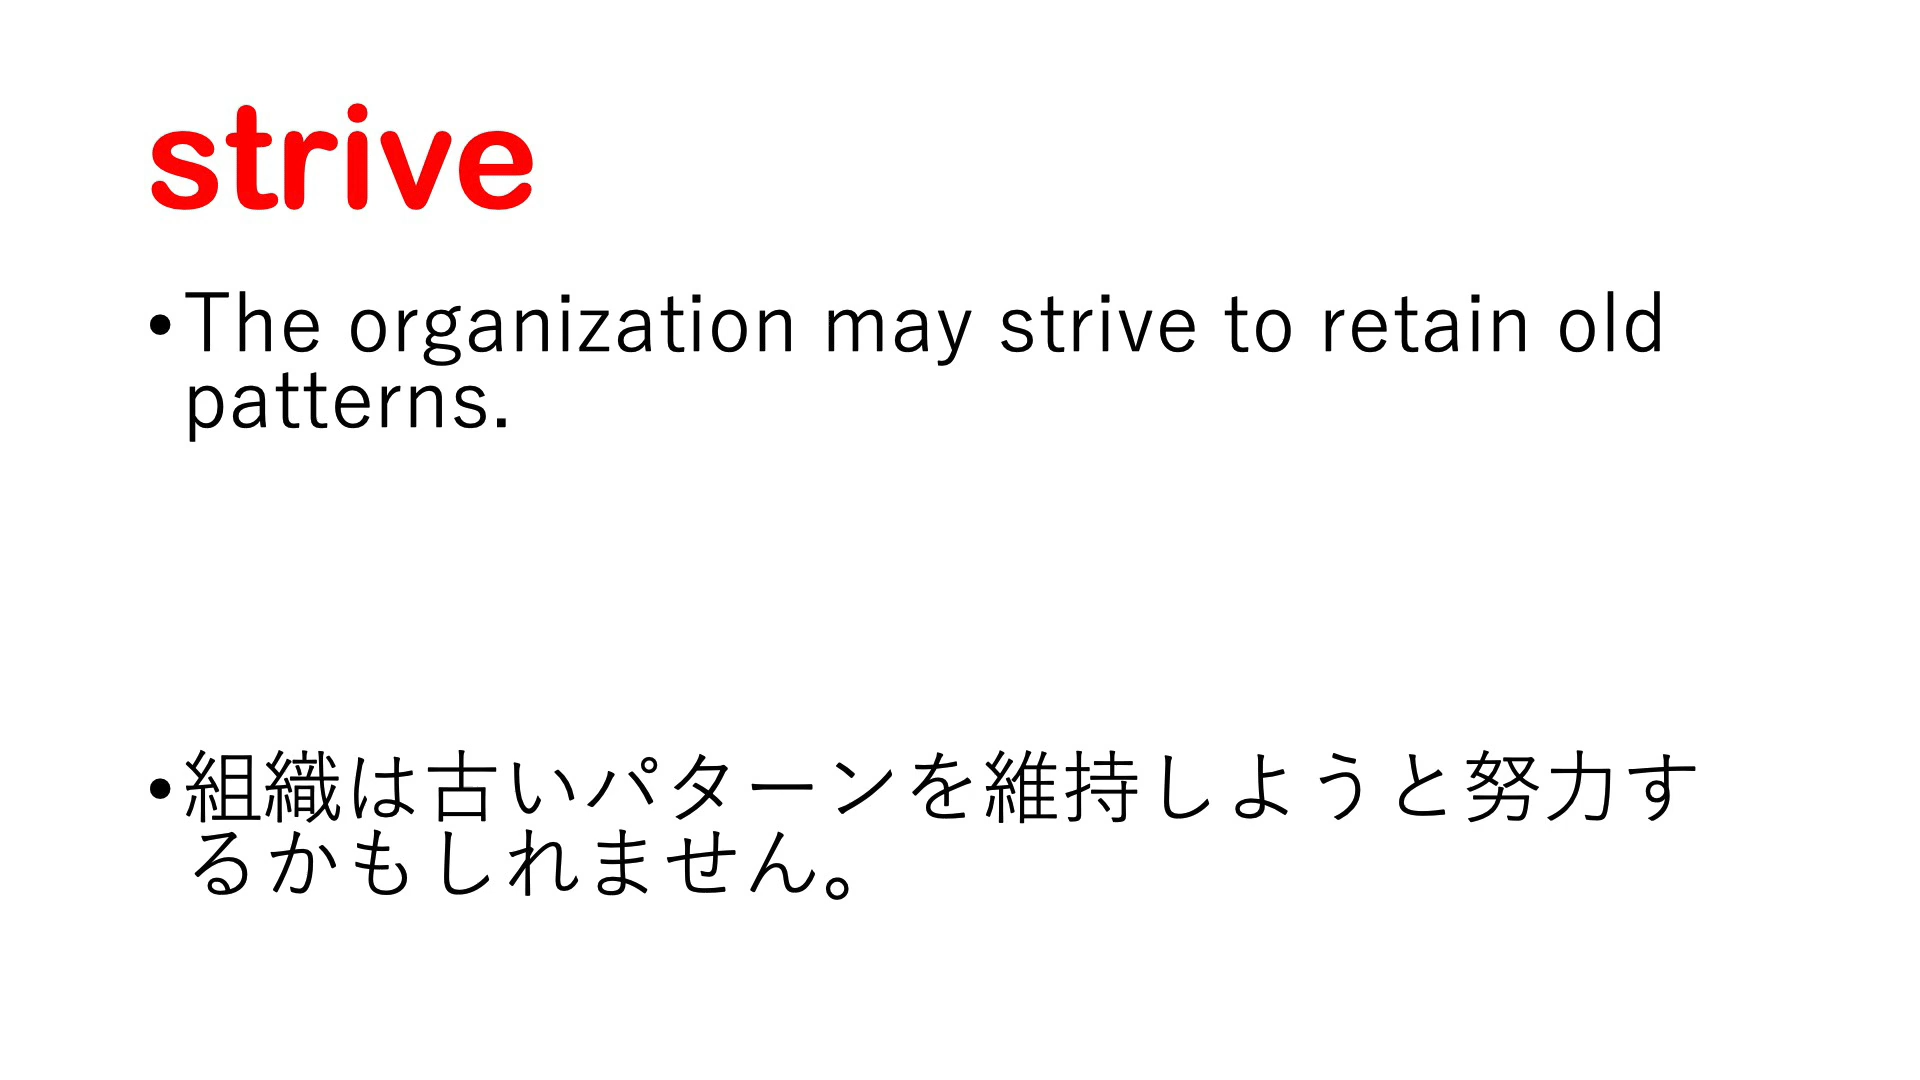 strive
•The organization may strive to retain old
patterns.
•組織は古いパターンを維持しようと努力す
るかもしれません。